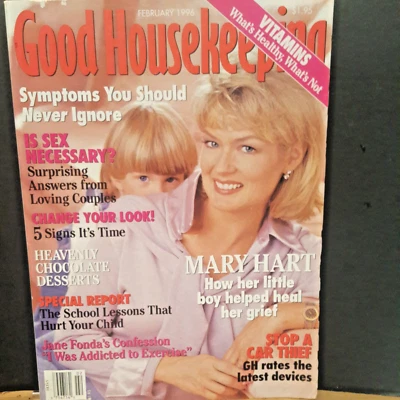 FEBRUARY 1996
Good Housekeeping
VITAMINS
What's Healthy, What's Not
Symptoms You Should
Never Ignore
IS SEX
NECESSARY?
Surprising
Answers from
Loving Couples
CHANGE YOUR LOOK!
5 Signs It's Time
HEAVENLY
CHOCOLATE
DESSERTS
SPECIAL REPORT
The School Lessons That
Hurt Your Child
Jane Fonda's Confession
"I Was Addicted to Exercise"
MARY HART
How her little
boy helped heal
her grief
STOP A
CAR THIEF
GH rates the
latest devices